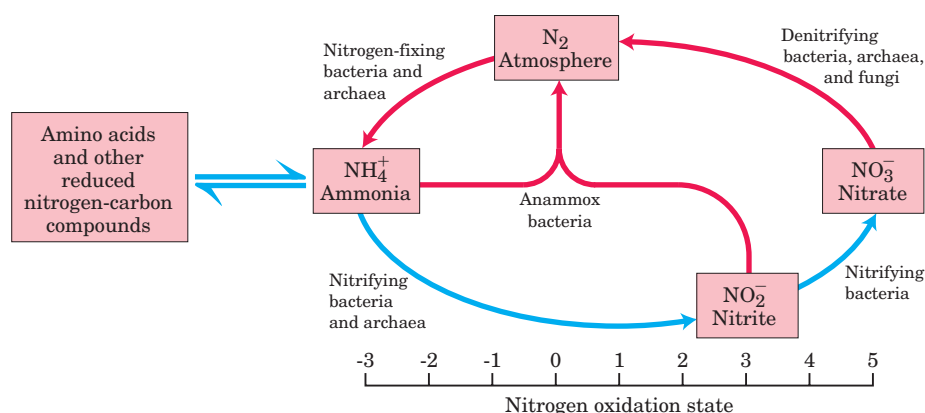 N₂
Atmosphere
Nitrogen-fixing
bacteria and
archaea
Denitrifying
bacteria, archaea,
and fungi
Amino acids
and other
reduced
nitrogen-carbon
compounds
NH₄⁺
Ammonia
Anammox
bacteria
NO₃⁻
Nitrate
Nitrifying
bacteria
and archaea
NO₂⁻
Nitrite
Nitrifying
bacteria
-3 -2 -1 0 1 2 3 4 5
Nitrogen oxidation state